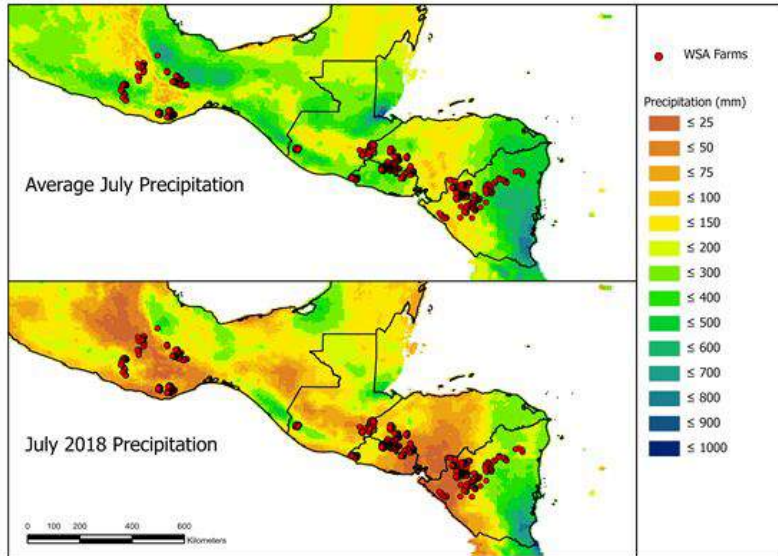 WSA Farms
Precipitation (mm)
≤ 25
≤ 50
≤ 75
≤ 100
≤ 150
≤ 200
≤ 300
≤ 400
≤ 500
≤ 600
≤ 700
≤ 800
≤ 900
≤ 1000
Average July Precipitation
July 2018 Precipitation
0 100 200 400 600
Kilometers